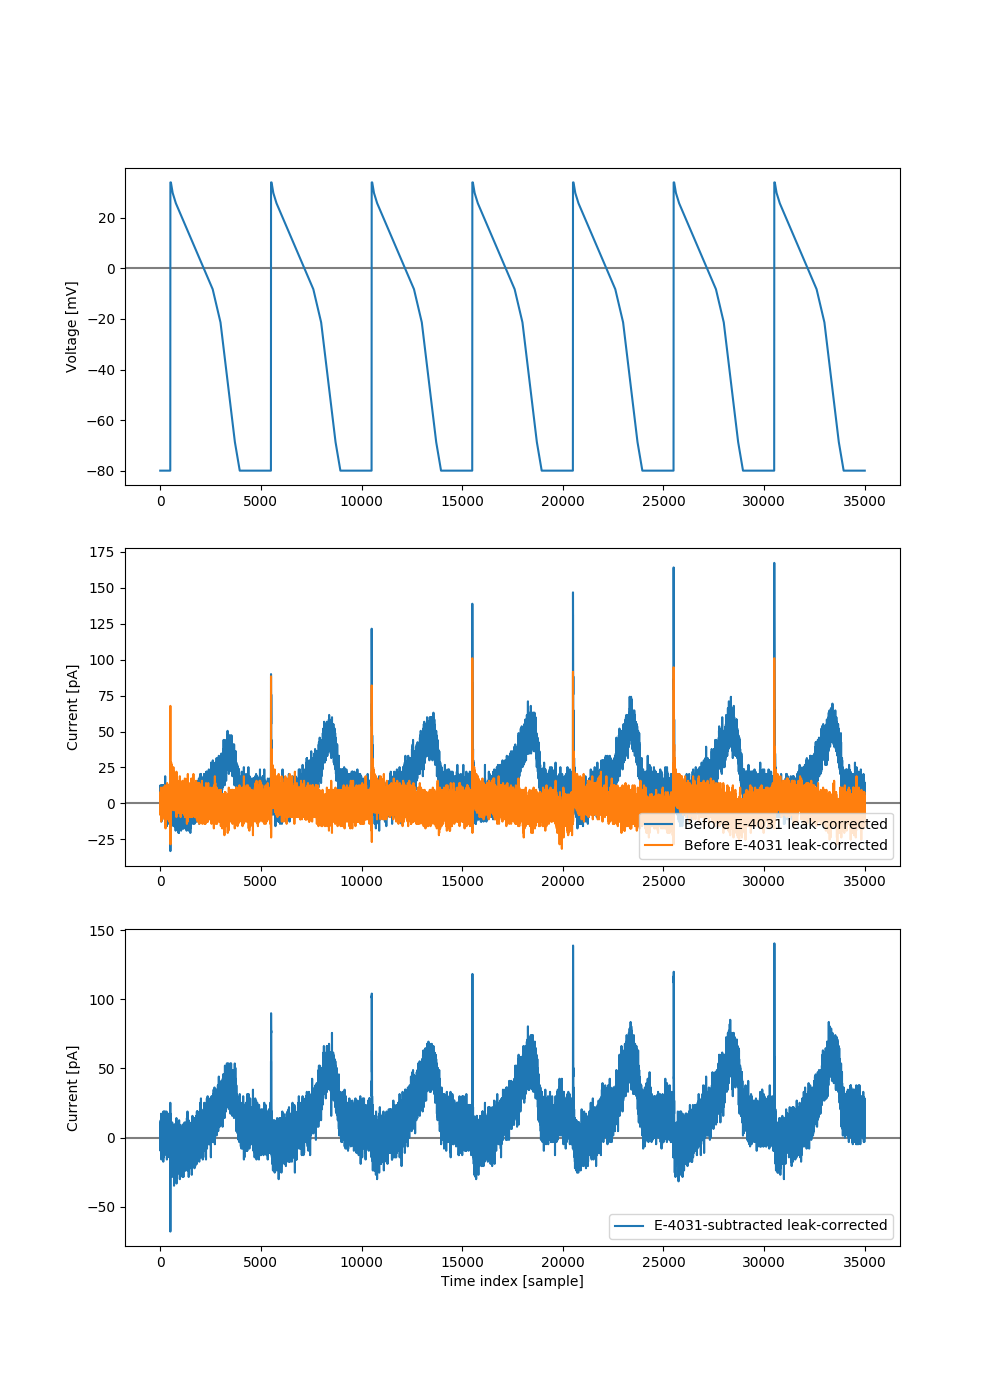 20
0
−20
−40
−60
−80
Voltage [mV]
0 5000 10000 15000 20000 25000 30000 35000
175
150
125
100
75
50
25
0
−25
Current [pA]
Before E-4031 leak-corrected
Before E-4031 leak-corrected
0 5000 10000 15000 20000 25000 30000 35000
150
100
50
0
−50
Current [pA]
E-4031-subtracted leak-corrected
0 5000 10000 15000 20000 25000 30000 35000
Time index [sample]